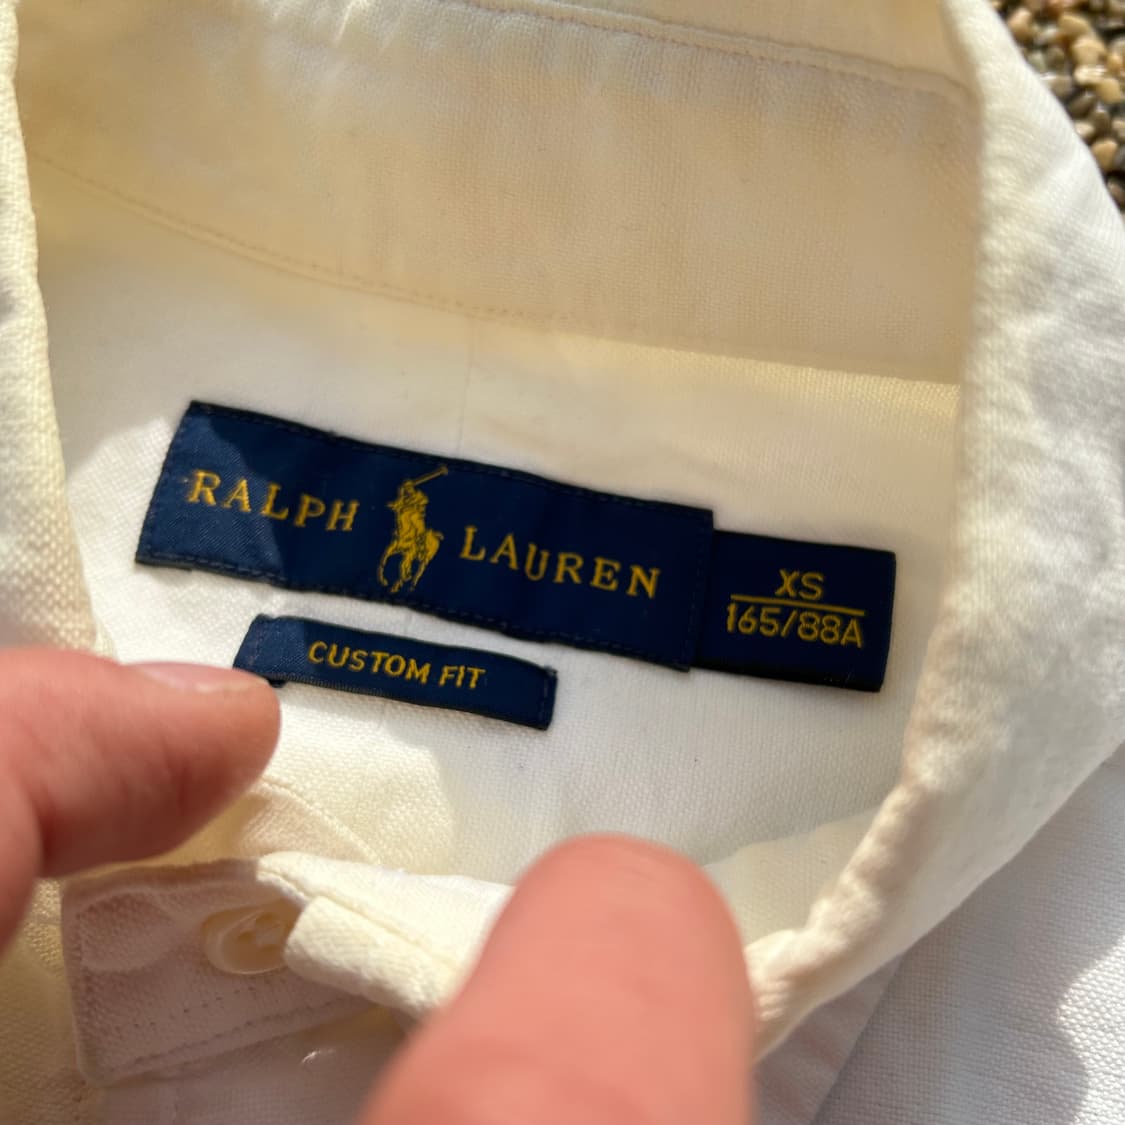 RALPH LAUREN
XS
165/88A
CUSTOM FIT